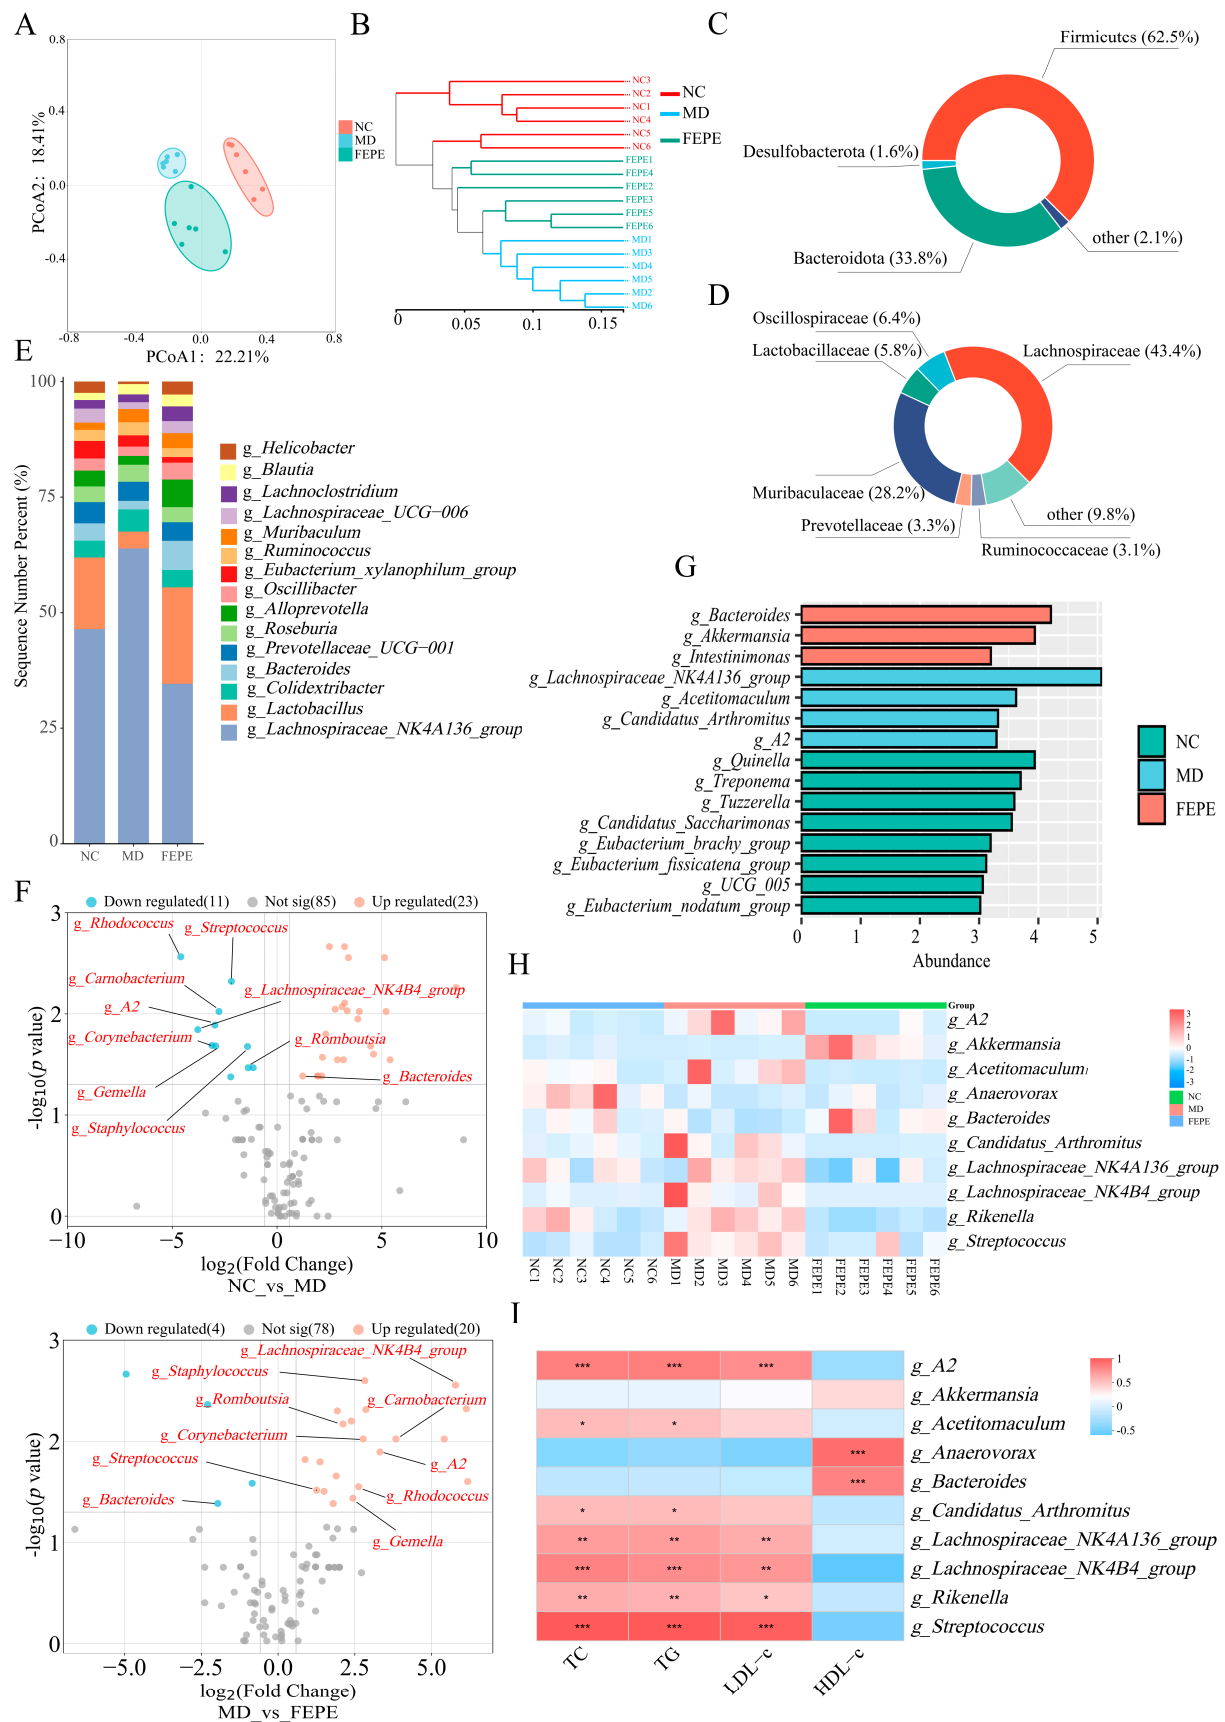 A
0.8
0.4
0.0
-0.4
-0.8
-0.4
0.0
0.4
0.8
PCoA2: 18.41%
PCoA1: 22.21%
NC
MD
FEPE
B
NC3
NC2
NC1
NC4
NC5
NC6
FEPE1
FEPE4
FEPE2
FEPE3
FEPE5
FEPE6
MD1
MD3
MD4
MD5
MD2
MD6
0
0.05
0.1
0.15
NC
MD
FEPE
C
Firmicutes (62.5%)
Desulfobacterota (1.6%)
other (2.1%)
Bacteroidota (33.8%)
D
Oscillospiraceae (6.4%)
Lactobacillaceae (5.8%)
Lachnospiraceae (43.4%)
Muribaculaceae (28.2%)
Prevotellaceae (3.3%)
other (9.8%)
Ruminococcaceae (3.1%)
E
100
75
50
25
0
Sequence Number Percent (%)
NC
MD
FEPE
g_Helicobacter
g_Blautia
g_Lachnoclostridium
g_Lachnospiraceae_UCG-006
g_Muribaculum
g_Ruminococcus
g_Eubacterium_xylanophilum_group
g_Oscillibacter
g_Alloprevotella
g_Roseburia
g_Prevotellaceae_UCG-001
g_Bacteroides
g_Colidextribacter
g_Lactobacillus
g_Lachnospiraceae_NK4A136_group
G
g_Bacteroides
g_Akkermansia
g_Intestinimonas
g_Lachnospiraceae_NK4A136_group
g_Acetitomaculum
g_Candidatus_Arthromitus
g_A2
g_Quinella
g_Treponema
g_Tuzzerella
g_Candidatus_Saccharimonas
g_Eubacterium_brachy_group
g_Eubacterium_fissicatena_group
g_UCG_005
g_Eubacterium_nodatum_group
0
1
2
3
4
5
Abundance
NC
MD
FEPE
F
Down regulated(11)
Not sig(85)
Up regulated(23)
g_Rhodococcus
g_Streptococcus
g_Carnobacterium
g_Lachnospiraceae_NK4B4_group
g_A2
g_Corynebacterium
g_Romboutsia
g_Gemella
g_Bacteroides
g_Staphylococcus
3
2
1
0
-log10(p value)
−10
−5
0
5
10
log2(Fold Change)
NC_vs_MD
Down regulated(4)
Not sig(78)
Up regulated(20)
g_Lachnospiraceae_NK4B4_group
g_Staphylococcus
g_Romboutsia
g_Carnobacterium
g_Corynebacterium
g_Streptococcus
g_A2
g_Bacteroides
g_Rhodococcus
g_Gemella
3
2
1
0
-log10(p value)
−5.0
−2.5
0.0
2.5
5.0
log2(Fold Change)
MD_vs_FEPE
H
Group
g_A2
g_Akkermansia
g_Acetitomaculum
g_Anaerovorax
g_Bacteroides
g_Candidatus_Arthromitus
g_Lachnospiraceae_NK4A136_group
g_Lachnospiraceae_NK4B4_group
g_Rikenella
g_Streptococcus
NC1
NC2
NC3
NC4
NC5
NC6
MD1
MD2
MD3
MD4
MD5
MD6
FEPE1
FEPE2
FEPE3
FEPE4
FEPE5
FEPE6
3
2
1
0
-1
-2
-3
NC
MD
FEPE
I
*** *** *** g_A2
g_Akkermansia
* * g_Acetitomaculum
*** g_Anaerovorax
*** g_Bacteroides
* * g_Candidatus_Arthromitus
** ** ** g_Lachnospiraceae_NK4A136_group
*** *** ** g_Lachnospiraceae_NK4B4_group
** ** * g_Rikenella
*** *** *** g_Streptococcus
TC
TG
LDL-c
HDL-c
1
0.5
0
-0.5